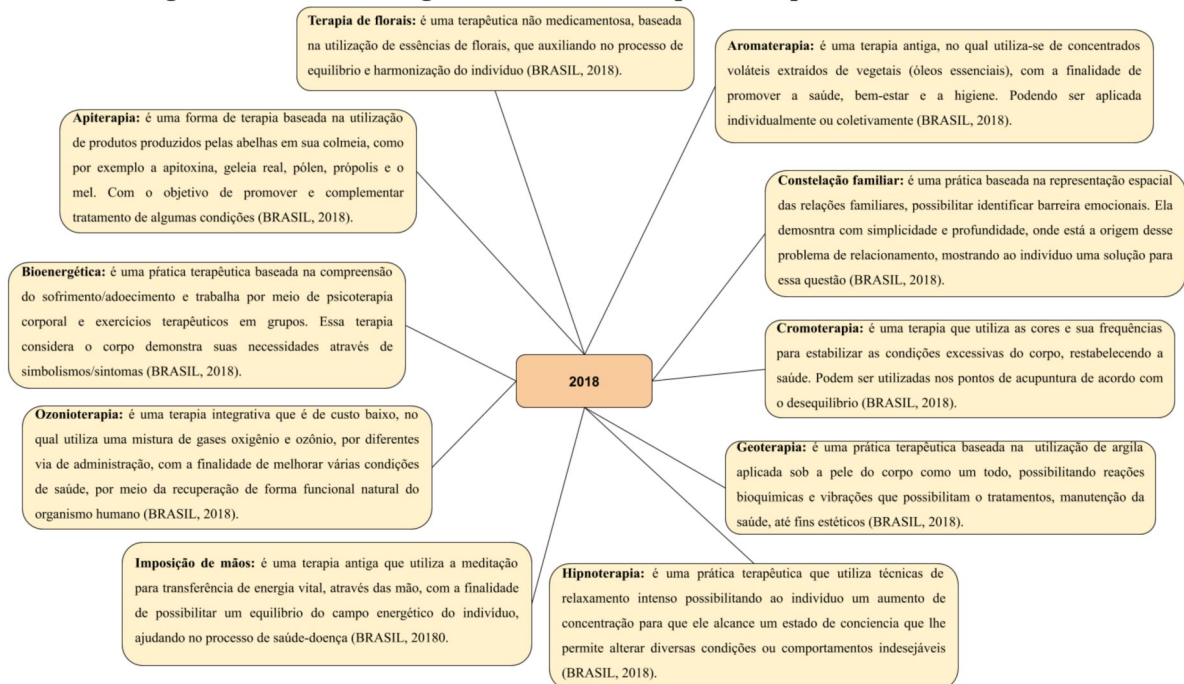 Terapia de florais: é uma terapêutica não medicamentosa, baseada
na utilização de essências de florais, que auxiliando no processo de
equilíbrio e harmonização do indivíduo (BRASIL, 2018).
Aromaterapia: é uma terapia antiga, no qual utiliza-se de concentrados
voláteis extraídos de vegetais (óleos essenciais), com a finalidade de
promover a saúde, bem-estar e a higiene. Podendo ser aplicada
individualmente ou coletivamente (BRASIL, 2018).
Apiterapia: é uma forma de terapia baseada na utilização
de produtos produzidos pelas abelhas em sua colmeia, como
por exemplo a apitoxina, geleia real, pólen, própolis e o
mel. Com o objetivo de promover e complementar
tratamento de algumas condições (BRASIL, 2018).
Constelação familiar: é uma prática baseada na representação espacial
das relações familiares, possibilitar identificar barreira emocionais. Ela
demosntra com simplicidade e profundidade, onde está a origem desse
problema de relacionamento, mostrando ao indivíduo uma solução para
essa questão (BRASIL, 2018).
Bioenergética: é uma pŕatica terapêutica baseada na compreensão
do sofrimento/adoecimento e trabalha por meio de psicoterapia
corporal e exercícios terapêuticos em grupos. Essa terapia
considera o corpo demonstra suas necessidades através de
simbolismos/sintomas (BRASIL, 2018).
Cromoterapia: é uma terapia que utiliza as cores e sua frequências
para estabilizar as condições excessivas do corpo, restabelecendo a
saúde. Podem ser utilizadas nos pontos de acupuntura de acordo com
o desequilíbrio (BRASIL, 2018).
2018
Ozonioterapia: é uma terapia integrativa que é de custo baixo, no
qual utiliza uma mistura de gases oxigênio e ozônio, por diferentes
via de administração, com a finalidade de melhorar várias condições
de saúde, por meio da recuperação de forma funcional natural do
organismo humano (BRASIL, 2018).
Geoterapia: é uma prática terapêutica baseada na utilização de argila
aplicada sob a pele do corpo como um todo, possibilitando reações
bioquímicas e vibrações que possibilitam o tratamentos, manutenção da
saúde, até fins estéticos (BRASIL, 2018).
Imposição de mãos: é uma terapia antiga que utiliza a meditação
para transferência de energia vital, através das mão, com a finalidade
de possibilitar um equilíbrio do campo energético do indivíduo,
ajudando no processo de saúde-doença (BRASIL, 20180.
Hipnoterapia: é uma prática terapêutica que utiliza técnicas de
relaxamento intenso possibilitando ao indivíduo um aumento de
concentração para que ele alcance um estado de conciencia que lhe
permite alterar diversas condições ou comportamentos indesejáveis
(BRASIL, 2018).